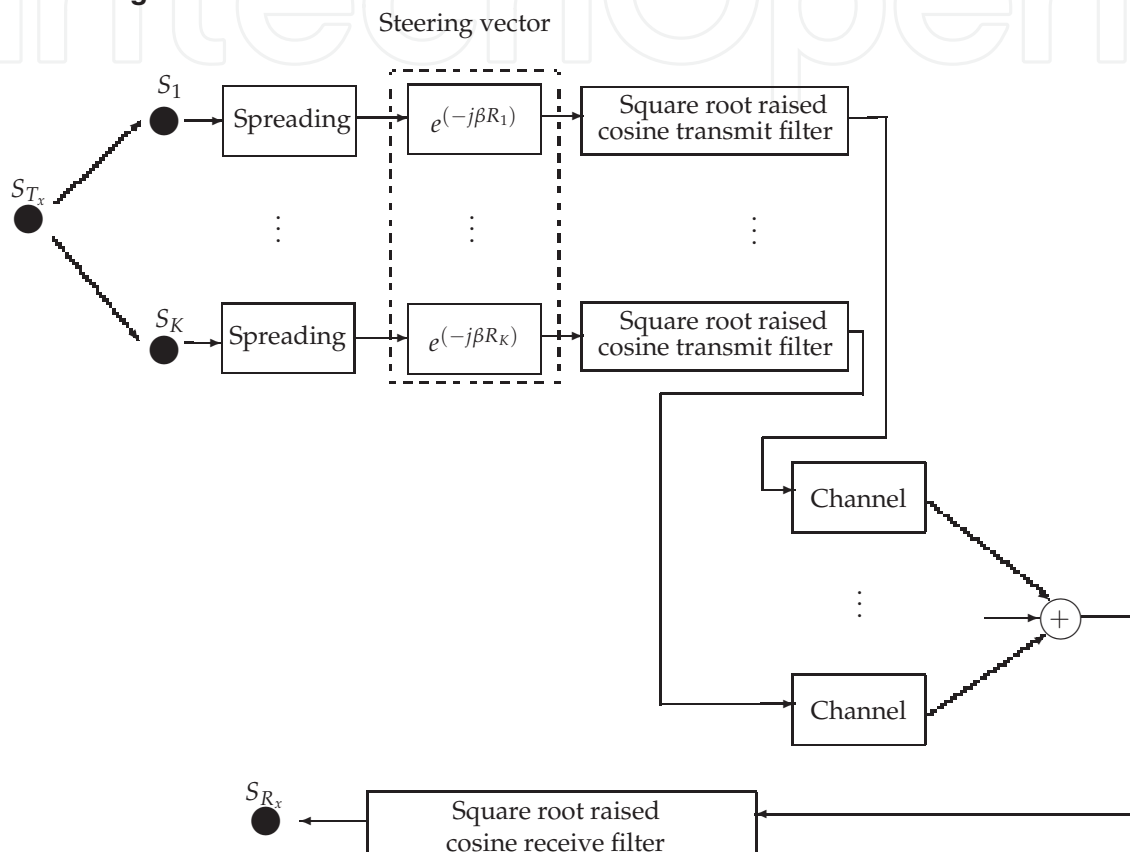 intechopen
Steering vector
S_1
Spreading
e^{(-jβR_1)}
Square root raised
cosine transmit filter
S_{T_x}
⋮ ⋮ ⋮
S_K
Spreading
e^{(-jβR_K)}
Square root raised
cosine transmit filter
Channel
⋮
+
Channel
S_{R_x}
Square root raised
cosine receive filter